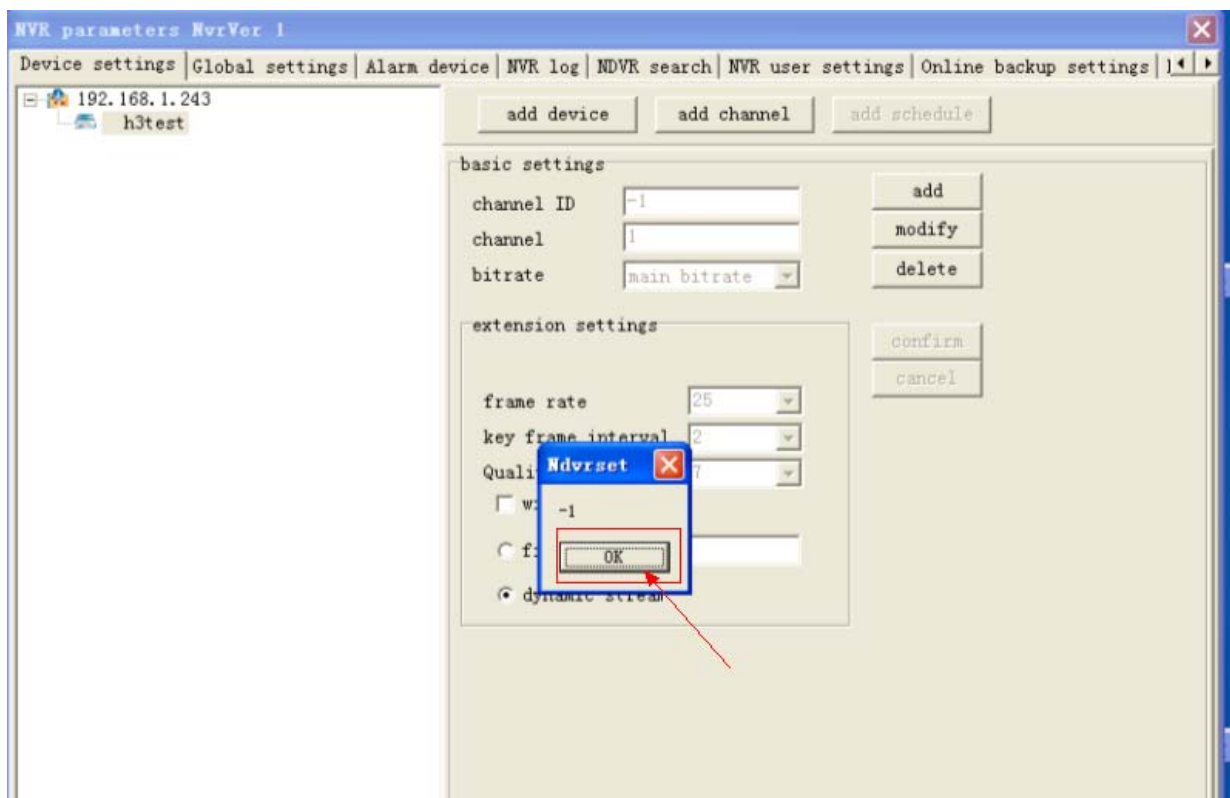 NVR parameters NvrVer 1
Device settings Global settings Alarm device NVR log NDVR search NVR user settings Online backup settings
192.168.1.243
h3test
add device add channel add schedule
basic settings
channel ID -1
add
channel 1
modify
bitrate main bitrate
delete
extension settings
confirm
cancel
frame rate 25
key frame interval 2
Quali 7
Ndvrset
-1
OK
dynamic stream